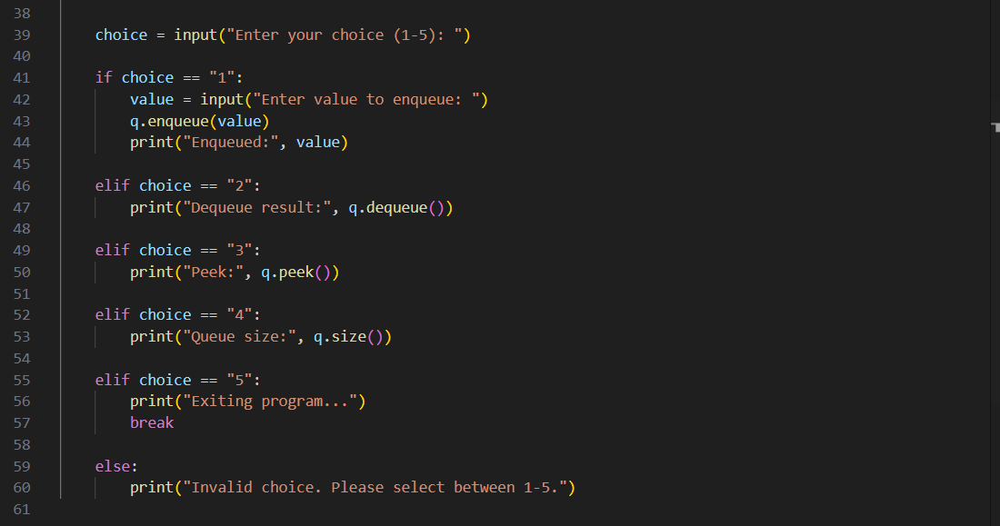 38
39 choice = input("Enter your choice (1-5): ")
40
41 if choice == "1":
42 value = input("Enter value to enqueue: ")
43 q.enqueue(value)
44 print("Enqueued:", value)
45
46 elif choice == "2":
47 print("Dequeue result:", q.dequeue())
48
49 elif choice == "3":
50 print("Peek:", q.peek())
51
52 elif choice == "4":
53 print("Queue size:", q.size())
54
55 elif choice == "5":
56 print("Exiting program...")
57 break
58
59 else:
60 print("Invalid choice. Please select between 1-5.")
61